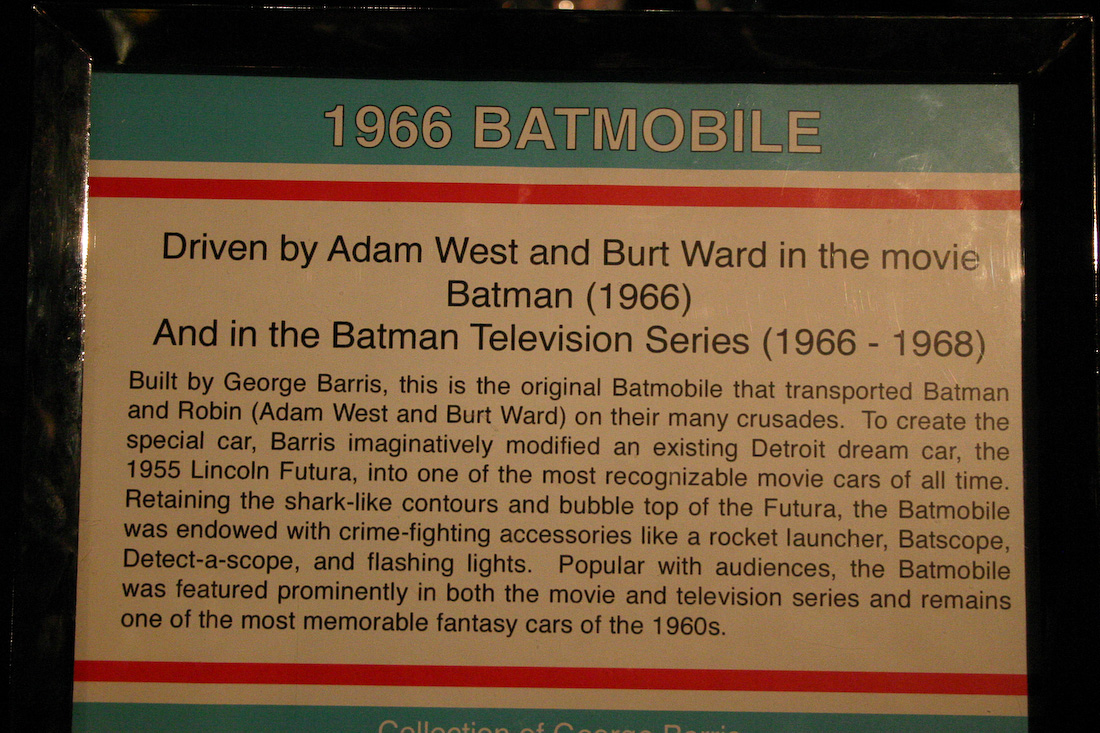 1966 BATMOBILE
Driven by Adam West and Burt Ward in the movie
Batman (1966)
And in the Batman Television Series (1966 - 1968)
Built by George Barris, this is the original Batmobile that transported Batman
and Robin (Adam West and Burt Ward) on their many crusades. To create the
special car, Barris imaginatively modified an existing Detroit dream car, the
1955 Lincoln Futura, into one of the most recognizable movie cars of all time.
Retaining the shark-like contours and bubble top of the Futura, the Batmobile
was endowed with crime-fighting accessories like a rocket launcher, Batscope,
Detect-a-scope, and flashing lights. Popular with audiences, the Batmobile
was featured prominently in both the movie and television series and remains
one of the most memorable fantasy cars of the 1960s.
Collection of George Barris